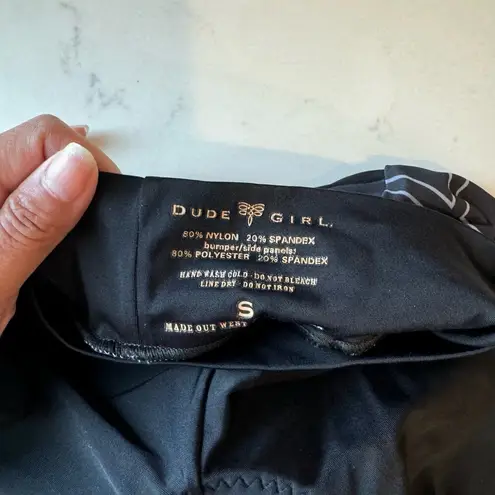 DUDE GIRL
80% NYLON 20% SPANDEX
bumper/side panels:
80% POLYESTER 20% SPANDEX
HAND WASH COLD · DO NOT BLEACH
LINE DRY · DO NOT IRON
S
MADE OUT WEST